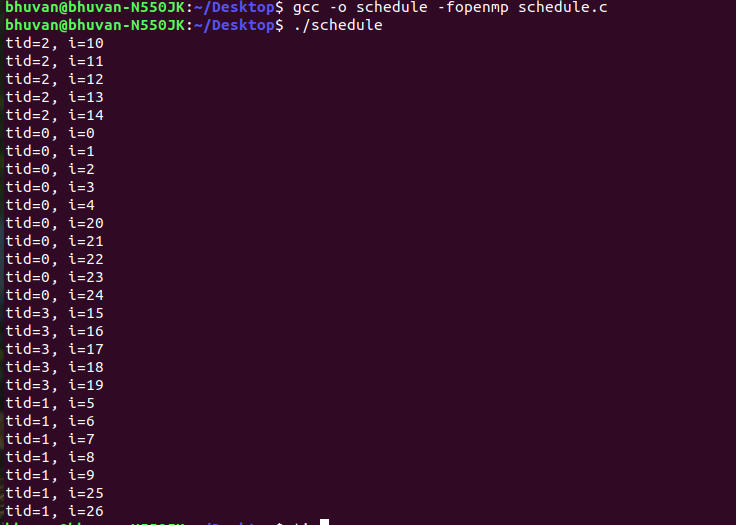 bhuvan@bhuvan-N550JK:~/Desktop$ gcc -o schedule -fopenmp schedule.c
bhuvan@bhuvan-N550JK:~/Desktop$ ./schedule
tid=2, i=10
tid=2, i=11
tid=2, i=12
tid=2, i=13
tid=2, i=14
tid=0, i=0
tid=0, i=1
tid=0, i=2
tid=0, i=3
tid=0, i=4
tid=0, i=20
tid=0, i=21
tid=0, i=22
tid=0, i=23
tid=0, i=24
tid=3, i=15
tid=3, i=16
tid=3, i=17
tid=3, i=18
tid=3, i=19
tid=1, i=5
tid=1, i=6
tid=1, i=7
tid=1, i=8
tid=1, i=9
tid=1, i=25
tid=1, i=26
bhuvan@bhuvan-N550JK:~/Desktop$